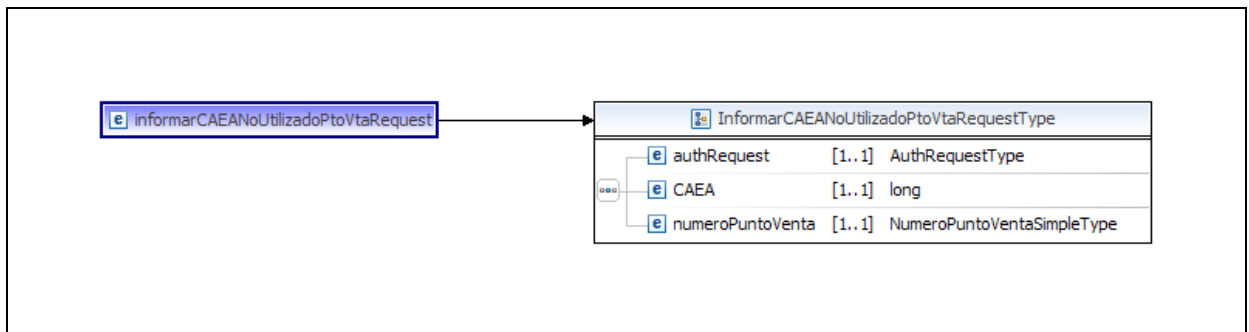 informarCAEANoUtilizadoPtoVtaRequest
InformarCAEANoUtilizadoPtoVtaRequestType
authRequest [1..1] AuthRequestType
CAEA [1..1] long
numeroPuntoVenta [1..1] NumeroPuntoVentaSimpleType